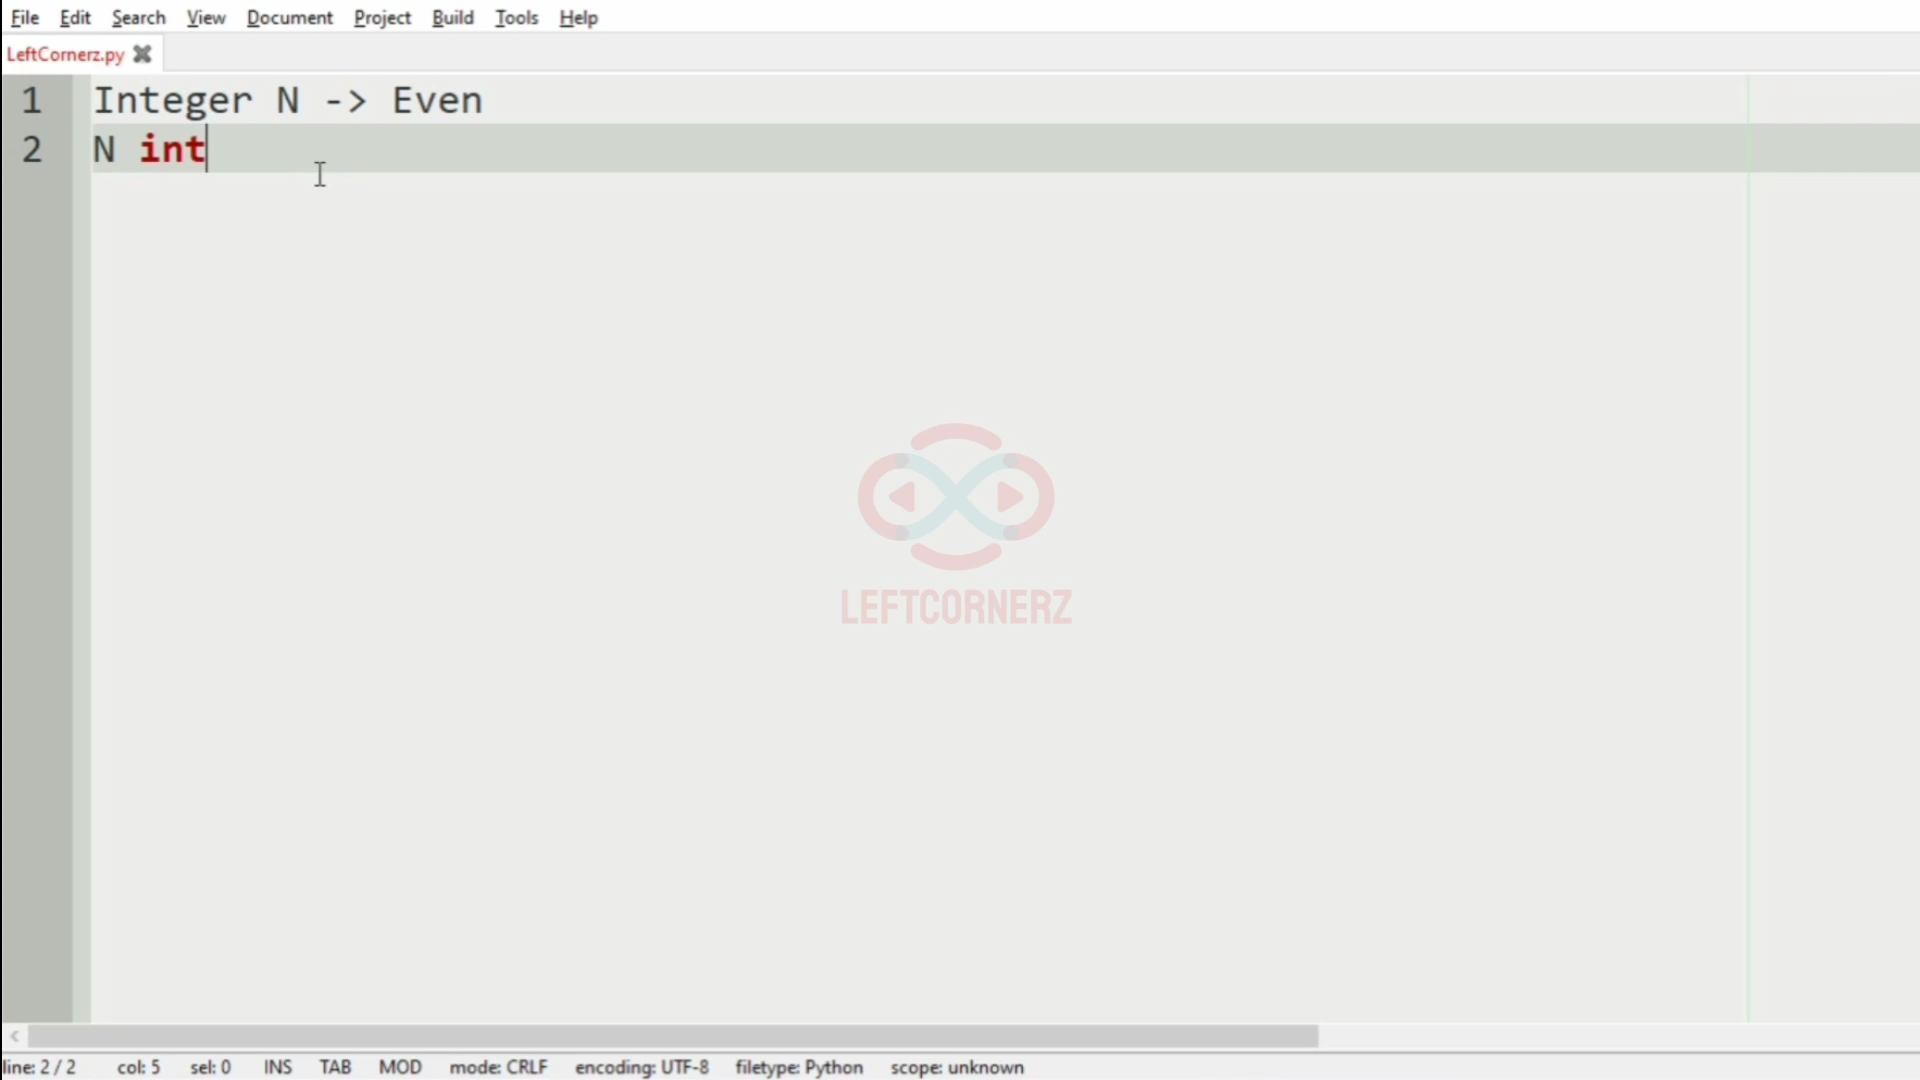 File Edit Search View Document Project Build Tools Help
LeftCornerz.py
1 Integer N -> Even
2 N int
LEFTCORNERZ
line: 2 / 2 col: 5 sel: 0 INS TAB MOD mode: CRLF encoding: UTF-8 filetype: Python scope: unknown